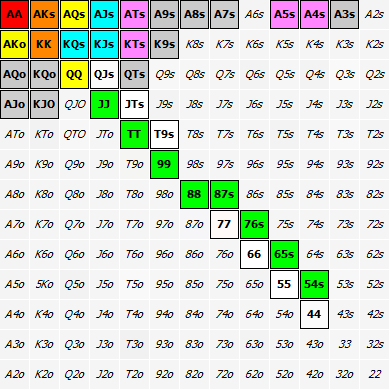 AA AKs AQs AJs ATs A9s A8s A7s A6s A5s A4s A3s A2s
AKo KK KQs KJs KTs K9s K8s K7s K6s K5s K4s K3s K2s
AQo KQo QQ QJs QTs Q9s Q8s Q7s Q6s Q5s Q4s Q3s Q2s
AJo KJO QJO JJ JTs J9s J8s J7s J6s J5s J4s J3s J2s
ATo KTo QTO JTo TT T9s T8s T7s T6s T5s T4s T3s T2s
A9o K9o Q9o J9o T9o 99 98s 97s 96s 95s 94s 93s 92s
A8o K8o Q8o J8o T8o 98o 88 87s 86s 85s 84s 83s 82s
A7o K7o Q7o J7o T7o 97o 87o 77 76s 75s 74s 73s 72s
A6o K6o Q6o J6o T6o 96o 86o 76o 66 65s 64s 63s 62s
A5o 5Ko Q5o J5o T5o 95o 85o 75o 65o 55 54s 53s 52s
A4o K4o Q4o J4o T4o 94o 84o 74o 64o 54o 44 43s 42s
A3o K3o Q3o J3o T3o 93o 83o 73o 63o 53o 43o 33 32s
A2o K2o Q2o J2o T2o 92o 82o 72o 62o 52o 42o 32o 22